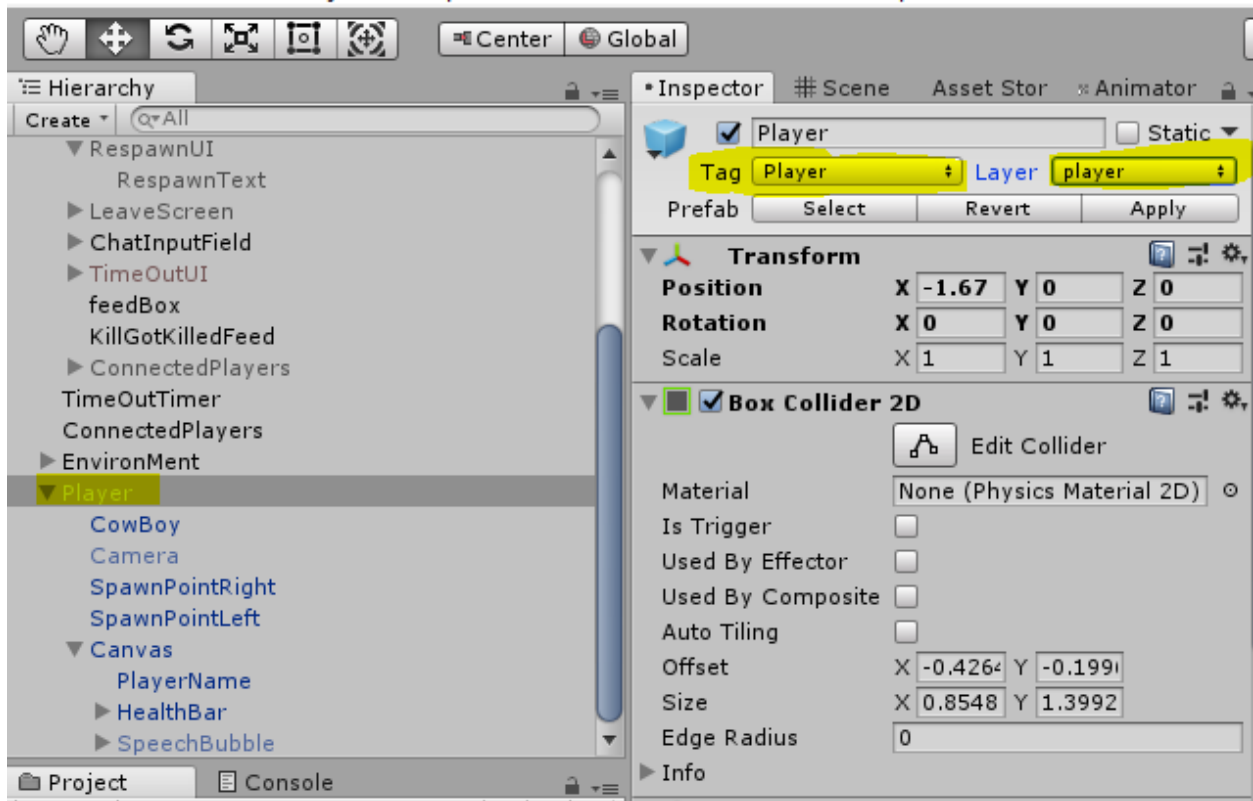 Center Global
Hierarchy
Create All
RespawnUI
RespawnText
LeaveScreen
ChatInputField
TimeOutUI
feedBox
KillGotKilledFeed
ConnectedPlayers
TimeOutTimer
ConnectedPlayers
EnvironMent
Player
CowBoy
Camera
SpawnPointRight
SpawnPointLeft
Canvas
PlayerName
HealthBar
SpeechBubble
Project Console
Inspector Scene Asset Stor Animator
Player Static
Tag Player Layer player
Prefab Select Revert Apply
Transform
Position X -1.67 Y 0 Z 0
Rotation X 0 Y 0 Z 0
Scale X 1 Y 1 Z 1
Box Collider 2D
Edit Collider
Material None (Physics Material 2D)
Is Trigger
Used By Effector
Used By Composite
Auto Tiling
Offset X -0.426 Y -0.199
Size X 0.8548 Y 1.3992
Edge Radius 0
Info